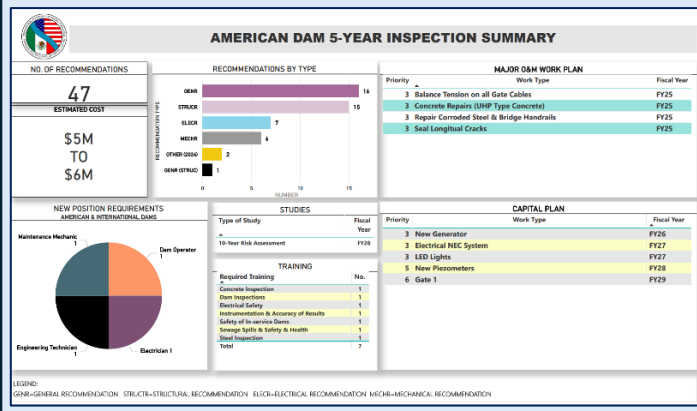 AMERICAN DAM 5-YEAR INSPECTION SUMMARY
NO. OF RECOMMENDATIONS
47
ESTIMATED COST
$5M
TO
$6M
RECOMMENDATIONS BY TYPE
RECOMMENDATION TYPE
GENR 16
STRUCR 15
ELECR 7
MECHR 6
OTHER (2026) 2
GENR (STRUC) 1
0 5 10 15
NUMBER
MAJOR O&M WORK PLAN
Priority Work Type Fiscal Year
3 Balance Tension on all Gate Cables FY25
3 Concrete Repairs (UHP Type Concrete) FY25
3 Repair Corroded Steel & Bridge Handrails FY25
3 Seal Longitual Cracks FY25
NEW POSITION REQUIREMENTS
AMERICAN & INTERNATIONAL DAMS
Maintenance Mechanic
1
Dam Operator
1
Engineering Technician
1
Electrician 1
STUDIES
Type of Study Fiscal
Year
10-Year Risk Assessment FY28
TRAINING
Required Training No.
Concrete Inspection 1
Dam Inspections 1
Electrical Safety 1
Instrumentation & Accuracy of Results 1
Safety of In-service Dams 1
Sewage Spills & Safety & Health 1
Steel Inspection 1
Total 7
CAPITAL PLAN
Priority Work Type Fiscal Year
3 New Generator FY26
3 Electrical NEC System FY27
3 LED Lights FY27
5 New Piezometers FY28
6 Gate 1 FY29
LEGEND:
GENR=GENERAL RECOMMENDATION STRUCTR=STRUCTURAL RECOMMENDATION ELECR=ELECTRICAL RECOMMENDATION MECHR=MECHANICAL RECOMMENDATION